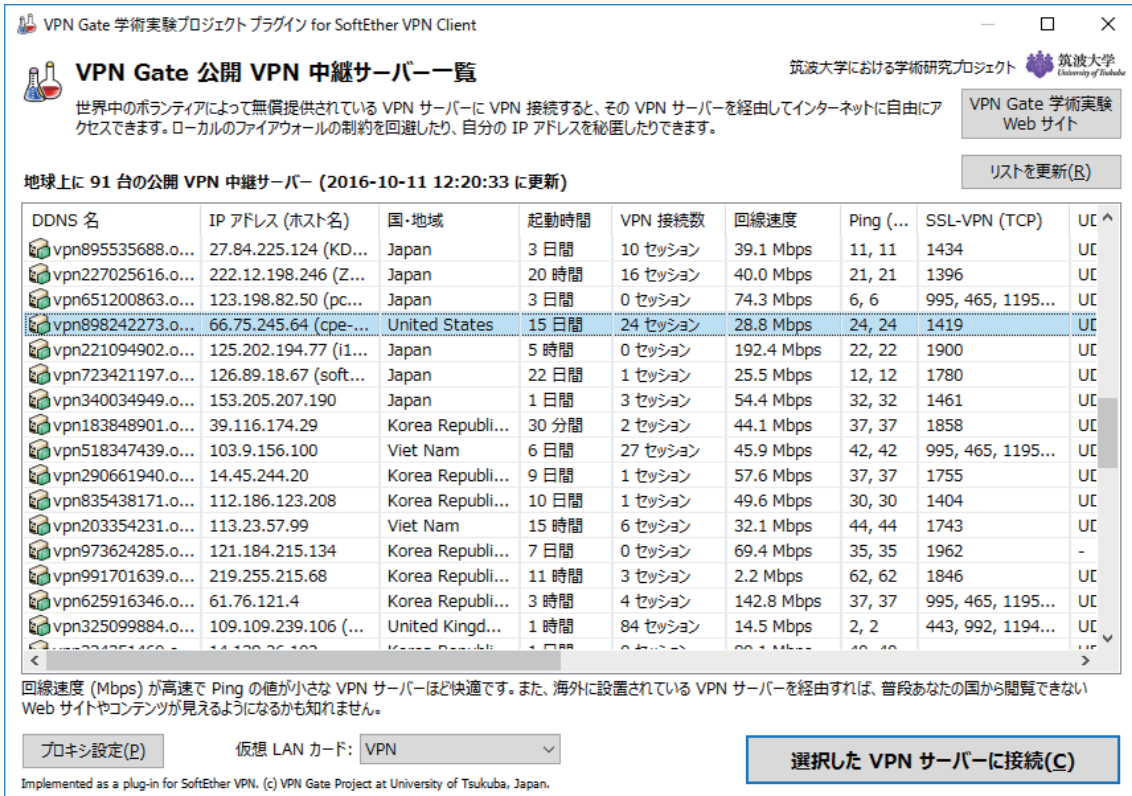 VPN Gate 学術実験プロジェクト プラグイン for SoftEther VPN Client
VPN Gate 公開 VPN 中継サーバー一覧
筑波大学における学術研究プロジェクト
筑波大学
University of Tsukuba
世界中のボランティアによって無償提供されている VPN サーバーに VPN 接続すると、その VPN サーバーを経由してインターネットに自由にア
クセスできます。ローカルのファイアウォールの制約を回避したり、自分の IP アドレスを秘匿したりできます。
VPN Gate 学術実験
Web サイト
リストを更新(R)
地球上に 91 台の公開 VPN 中継サーバー (2016-10-11 12:20:33 に更新)
DDNS 名 IP アドレス (ホスト名) 国・地域 起動時間 VPN 接続数 回線速度 Ping (... SSL-VPN (TCP) UD
vpn895535688.o... 27.84.225.124 (KD... Japan 3 日間 10 セッション 39.1 Mbps 11, 11 1434 UD
vpn227025616.o... 222.12.198.246 (Z... Japan 20 時間 16 セッション 40.0 Mbps 21, 21 1396 UD
vpn651200863.o... 123.198.82.50 (pc... Japan 3 日間 0 セッション 74.3 Mbps 6, 6 995, 465, 1195... UD
vpn898242273.o... 66.75.245.64 (cpe-... United States 15 日間 24 セッション 28.8 Mbps 24, 24 1419 UD
vpn221094902.o... 125.202.194.77 (i1... Japan 5 時間 0 セッション 192.4 Mbps 22, 22 1900 UD
vpn723421197.o... 126.89.18.67 (soft... Japan 22 日間 1 セッション 25.5 Mbps 12, 12 1780 UD
vpn340034949.o... 153.205.207.190 Japan 1 日間 3 セッション 54.4 Mbps 32, 32 1461 UD
vpn183848901.o... 39.116.174.29 Korea Republi... 30 分間 2 セッション 44.1 Mbps 37, 37 1858 UD
vpn518347439.o... 103.9.156.100 Viet Nam 6 日間 27 セッション 45.9 Mbps 42, 42 995, 465, 1195... UD
vpn290661940.o... 14.45.244.20 Korea Republi... 9 日間 1 セッション 57.6 Mbps 37, 37 1755 UD
vpn835438171.o... 112.186.123.208 Korea Republi... 10 日間 1 セッション 49.6 Mbps 30, 30 1404 UD
vpn203354231.o... 113.23.57.99 Viet Nam 15 時間 6 セッション 32.1 Mbps 44, 44 1743 UD
vpn973624285.o... 121.184.215.134 Korea Republi... 7 日間 0 セッション 69.4 Mbps 35, 35 1962 -
vpn991701639.o... 219.255.215.68 Korea Republi... 11 時間 3 セッション 2.2 Mbps 62, 62 1846 UD
vpn625916346.o... 61.76.121.4 Korea Republi... 3 時間 4 セッション 142.8 Mbps 37, 37 995, 465, 1195... UD
vpn325099884.o... 109.109.239.106 (... United Kingd... 1 時間 84 セッション 14.5 Mbps 2, 2 443, 992, 1194... UD
回線速度 (Mbps) が高速で Ping の値が小さな VPN サーバーほど快適です。また、海外に設置されている VPN サーバーを経由すれば、普段あなたの国から閲覧できない
Web サイトやコンテンツが見えるようになるかも知れません。
プロキシ設定(P) 仮想 LAN カード: VPN
選択した VPN サーバーに接続(C)
Implemented as a plug-in for SoftEther VPN. (c) VPN Gate Project at University of Tsukuba, Japan.